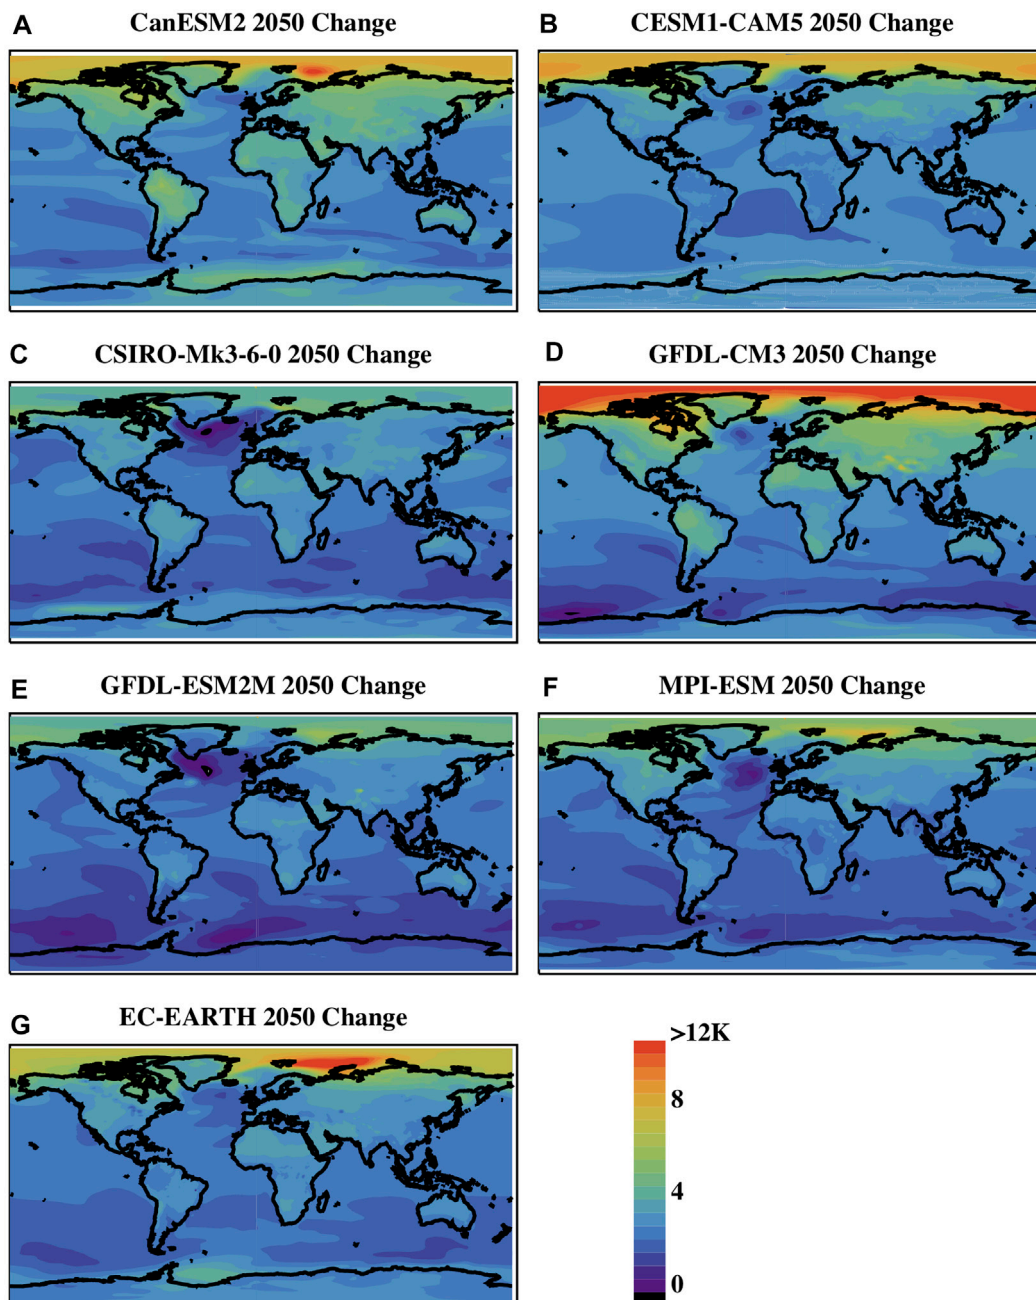 A CanESM2 2050 Change
B CESM1-CAM5 2050 Change
C CSIRO-Mk3-6-0 2050 Change
D GFDL-CM3 2050 Change
E GFDL-ESM2M 2050 Change
F MPI-ESM 2050 Change
G EC-EARTH 2050 Change
>12K
8
4
0